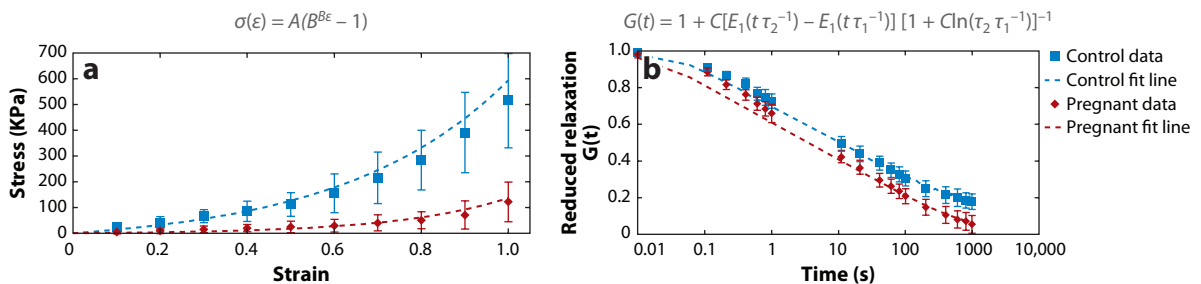 σ(ε) = A(B^Bε – 1)
G(t) = 1 + C[E₁(t τ₂⁻¹) – E₁(t τ₁⁻¹)] [1 + Cln(τ₂ τ₁⁻¹)]⁻¹
a
700
600
500
400
300
200
100
0
Stress (KPa)
0
0.2
0.4
0.6
0.8
1.0
Strain
b
1.0
0.8
0.6
0.4
0.2
0
Reduced relaxation
G(t)
0.01
0.1
1
10
100
1000
10,000
Time (s)
Control data
Control fit line
Pregnant data
Pregnant fit line